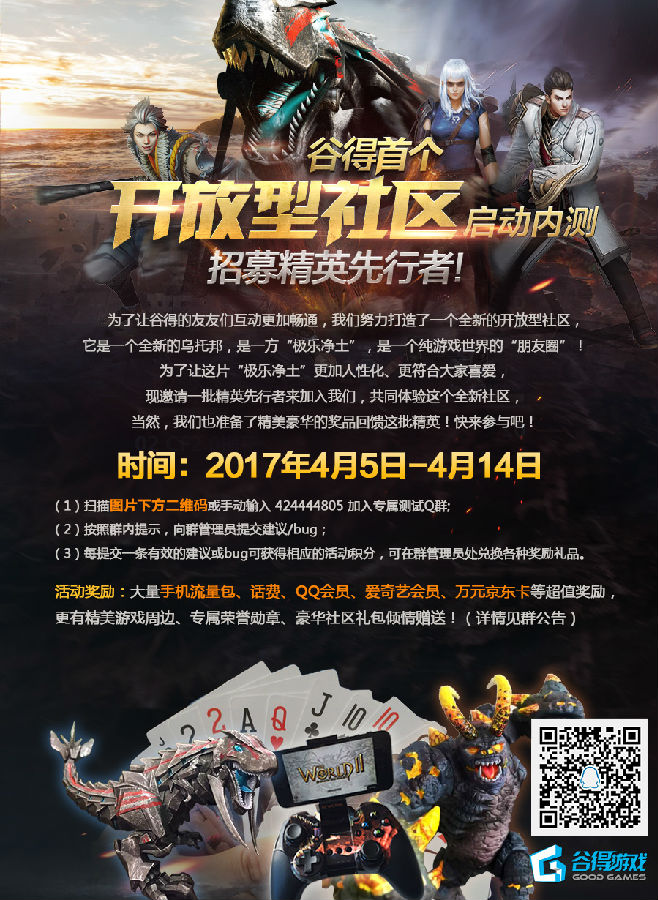 谷得首个
开放型社区启动内测
招募精英先行者!
为了让谷得的友友们互动更加畅通，我们努力打造了一个全新的开放型社区，
它是一个全新的乌托邦，是一方“极乐净土”，是一个纯游戏世界的“朋友圈”！
为了让这片“极乐净土”更加人性化、更符合大家喜爱，
现邀请一批精英先行者来加入我们，共同体验这个全新社区，
当然，我们也准备了精美豪华的奖品回馈这批精英！快来参与吧！
时间：2017年4月5日-4月14日
（1）扫描图片下方二维码或手动输入 424444805 加入专属测试Q群;
（2）按照群内提示，向群管理员提交建议/bug；
（3）每提交一条有效的建议或bug可获得相应的活动积分，可在群管理员处兑换各种奖励礼品。
活动奖励：大量手机流量包、话费、QQ会员、爱奇艺会员、万元京东卡等超值奖励，
更有精美游戏周边、专属荣誉勋章、豪华社区礼包倾情赠送！（详情见群公告）
2 2 A Q J 10 10
WORLD II
谷得游戏
GOOD GAMES